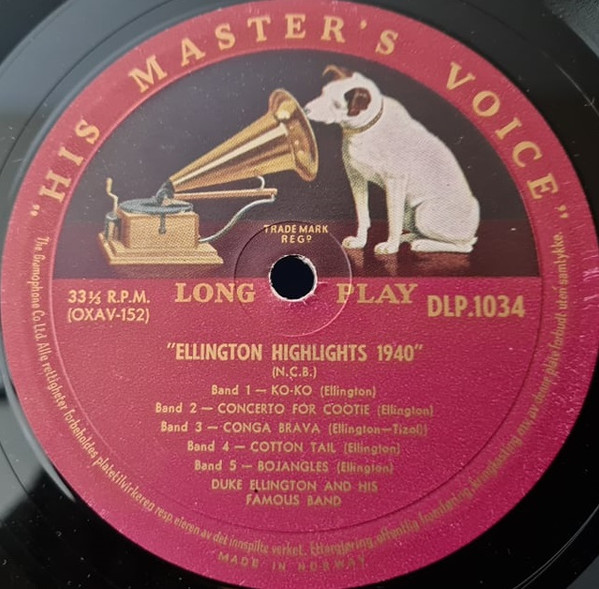 "HIS MASTER'S VOICE"
TRADE MARK
REGD
33⅓ R.P.M.
(OXAV-152)
LONG PLAY
DLP.1034
"ELLINGTON HIGHLIGHTS 1940"
(N.C.B.)
Band 1 — KO-KO (Ellington)
Band 2 — CONCERTO FOR COOTIE (Ellington)
Band 3 — CONGA BRAVA (Ellington—Tizol)
Band 4 — COTTON TAIL (Ellington)
Band 5 — BOJANGLES (Ellington)
DUKE ELLINGTON AND HIS
FAMOUS BAND
The Gramophone Co. Ltd. Alle rettigheter forbeholdes platetilvirkeren resp. eieren av det innspilte verket. Ettergjøring, offentlig fremføring, kringkasting mv. av denne plate forbudt uten samtykke.
MADE IN NORWAY